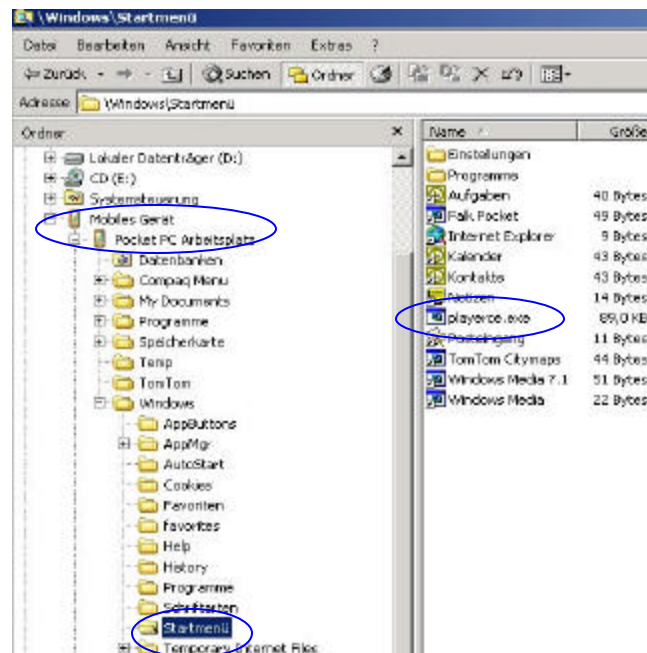 \Windows\Startmenü
Datei Bearbeiten Ansicht Favoriten Extras ?
Zurück Suchen Ordner
Adresse \Windows\Startmenü
Ordner
Lokaler Datenträger (D:)
CD (E:)
Systemsteuerung
Mobiles Gerät
Pocket PC Arbeitsplatz
Datenbanken
Compaq Menu
My Documents
Programme
Speicherkarte
Temp
TomTom
Windows
AppButtons
AppMgr
AutoStart
Cookies
Favoriten
favorites
Help
History
Programme
Schriftarten
Startmenü
Temporary Internet Files
Name Größe
Einstellungen
Programme
Aufgaben 40 Bytes
Falk Pocket 49 Bytes
Internet Explorer 9 Bytes
Kalender 43 Bytes
Kontakte 43 Bytes
Notizen 14 Bytes
playerce.exe 89,0 KB
Posteingang 11 Bytes
TomTom Citymaps 44 Bytes
Windows Media 7.1 51 Bytes
Windows Media 22 Bytes